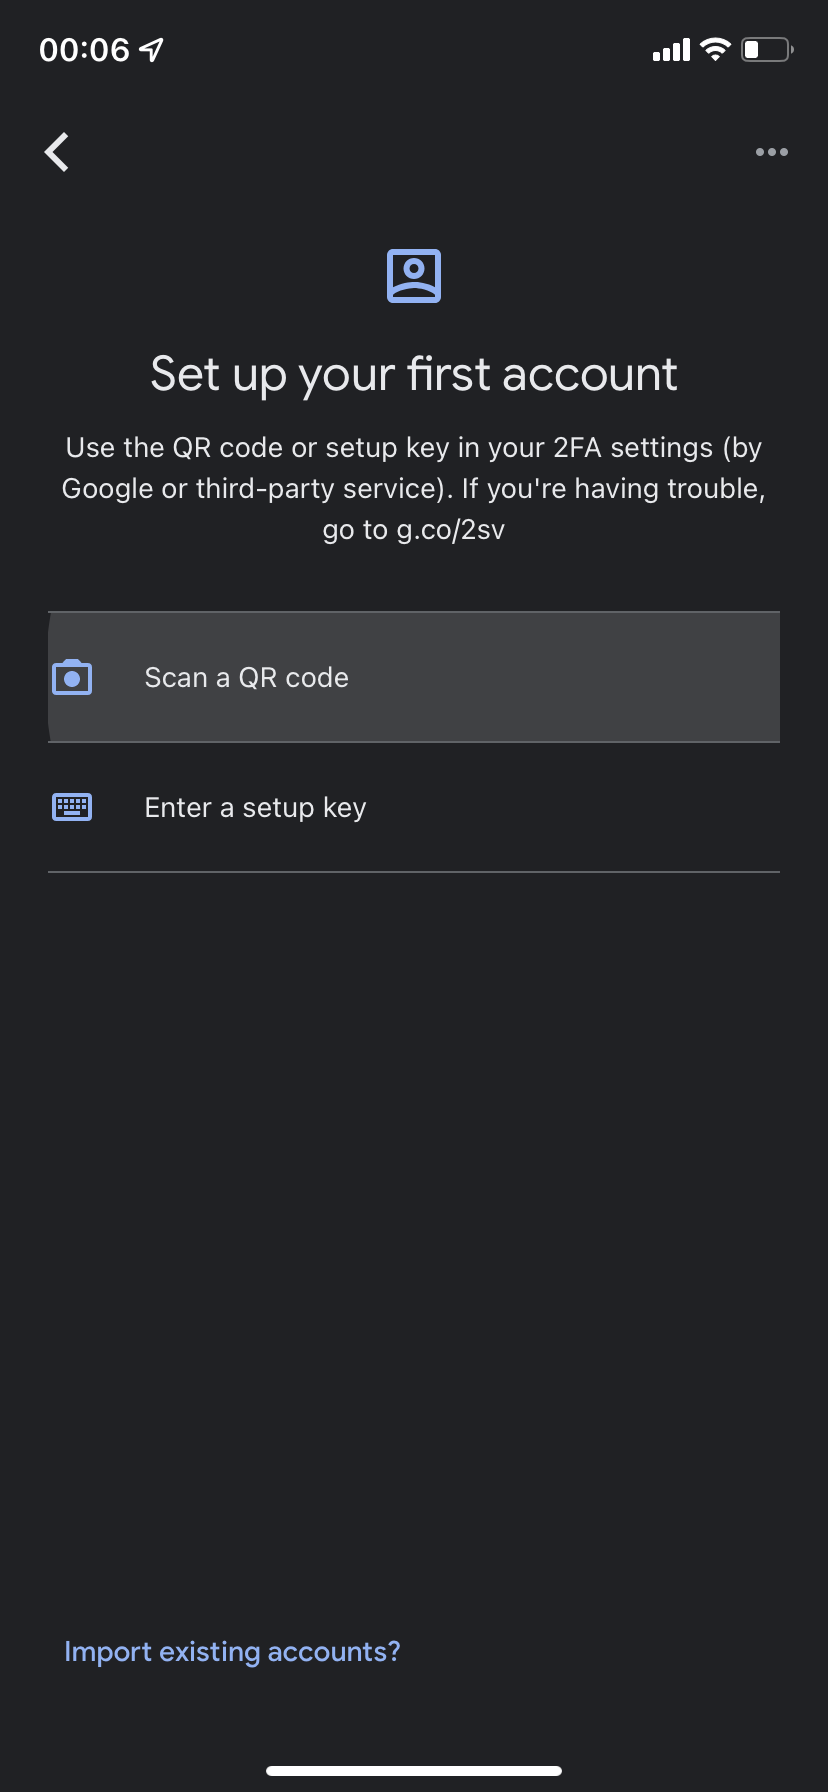 00:06
Set up your first account
Use the QR code or setup key in your 2FA settings (by
Google or third-party service). If you're having trouble,
go to g.co/2sv
Scan a QR code
Enter a setup key
Import existing accounts?